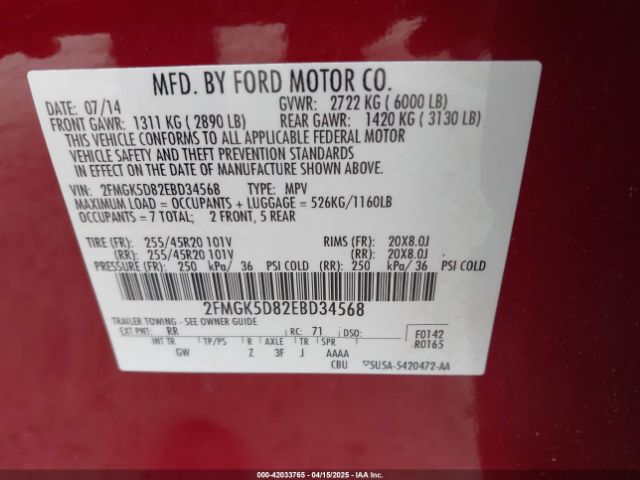 MFD. BY FORD MOTOR CO.
DATE: 07/14 GVWR: 2722 KG ( 6000 LB)
FRONT GAWR: 1311 KG ( 2890 LB) REAR GAWR: 1420 KG ( 3130 LB)
THIS VEHICLE CONFORMS TO ALL APPLICABLE FEDERAL MOTOR
VEHICLE SAFETY AND THEFT PREVENTION STANDARDS
IN EFFECT ON THE DATE OF MANUFACTURE SHOWN ABOVE.
VIN: 2FMGK5D82EBD34568 TYPE: MPV
MAXIMUM LOAD = OCCUPANTS + LUGGAGE = 526KG/1160LB
OCCUPANTS = 7 TOTAL; 2 FRONT, 5 REAR
TIRE (FR): 255/45R20 101V RIMS (FR): 20X8.0J
(RR): 255/45R20 101V (RR): 20X8.0J
PRESSURE (FR): 250 kPa/ 36 PSI COLD (RR): 250 kPa/ 36 PSI COLD
2FMGK5D82EBD34568
TRAILER TOWING - SEE OWNER GUIDE
EXT PNT: RR RC: 71 DSO: F0142
INT TR TP/PS R AXLE TR SPR R0165
GW Z 3F J AAAA
CBU 5U5A-5420472-AA
000-42033765 04/15/2025 IAAI.com